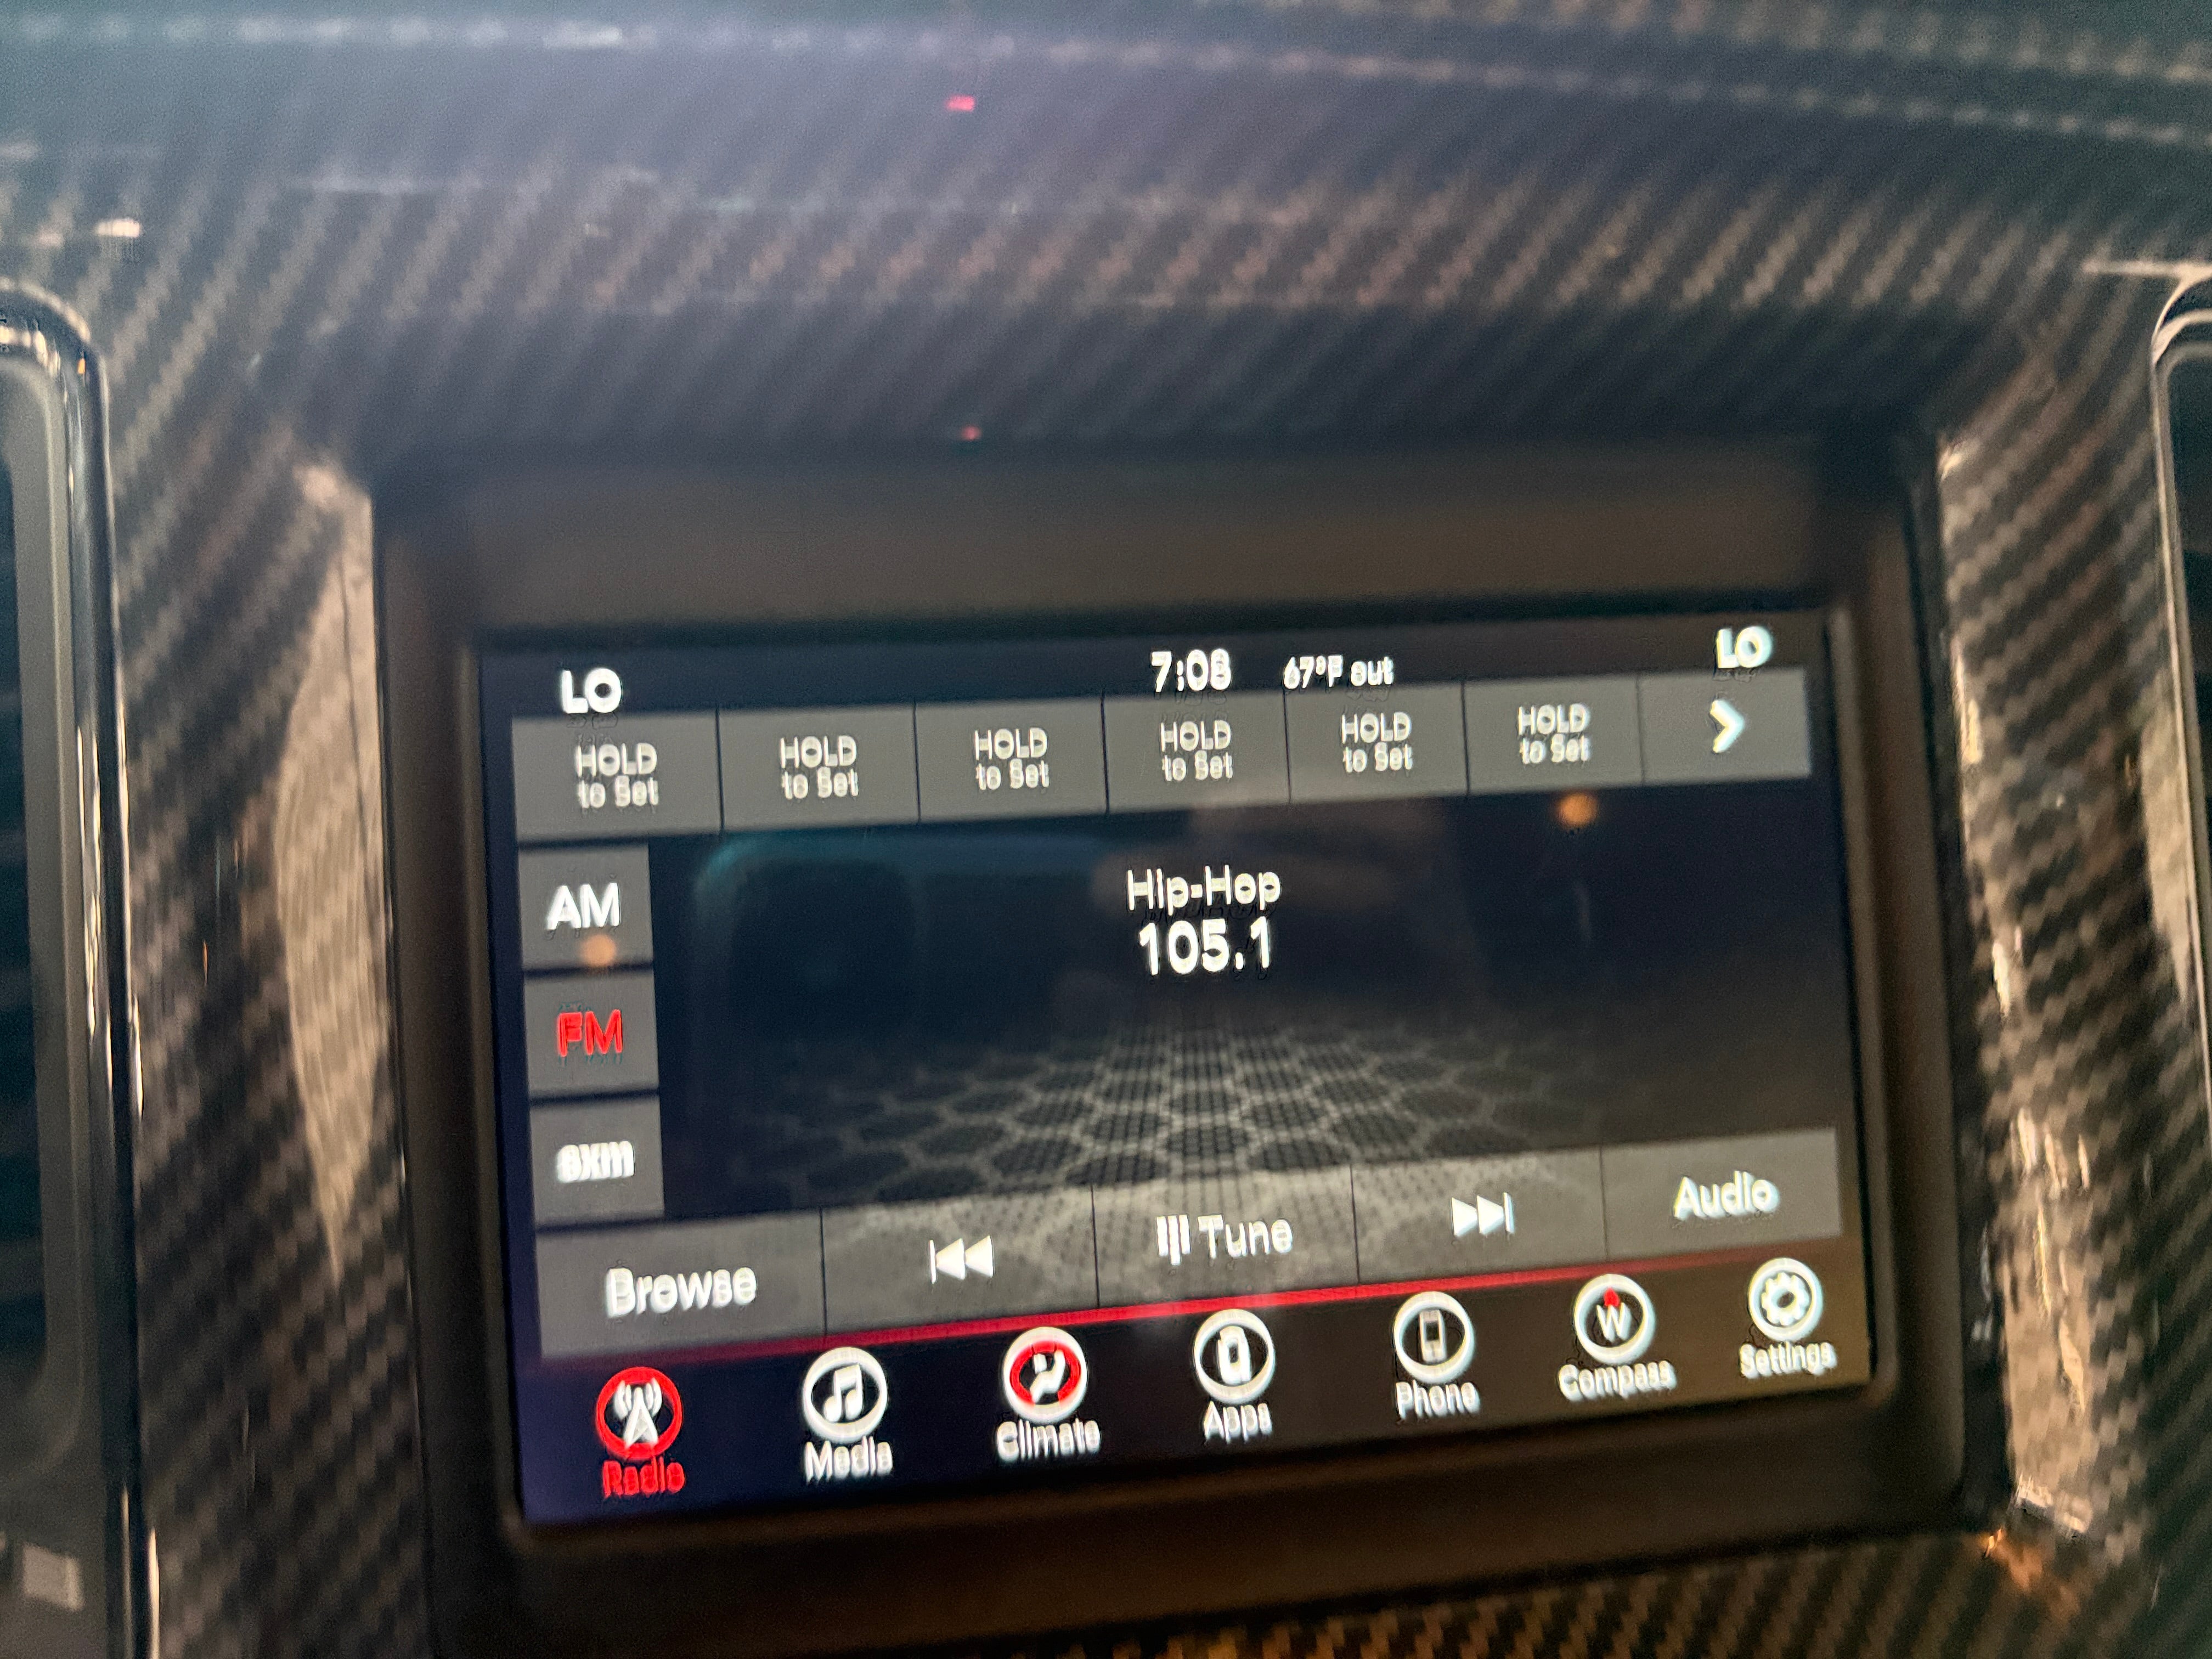 LO
7:08
67°F out
LO
HOLD
to Set
HOLD
to Set
HOLD
to Set
HOLD
to Set
HOLD
to Set
HOLD
to Set
AM
Hip-Hop
105.1
FM
sxm
Browse
Tune
Audio
Radio
Media
Climate
Apps
Phone
W
Compass
Settings